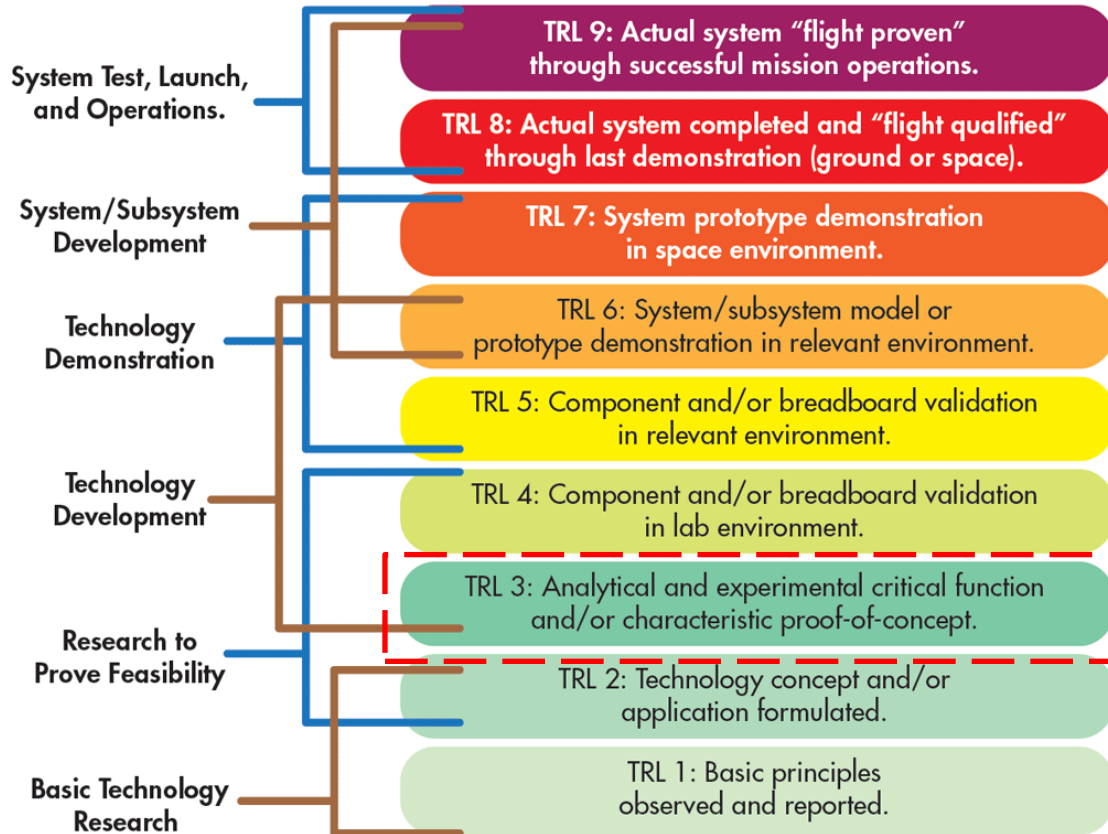 System Test, Launch,
and Operations.
System/Subsystem
Development
Technology
Demonstration
Technology
Development
Research to
Prove Feasibility
Basic Technology
Research
TRL 9: Actual system “flight proven”
through successful mission operations.
TRL 8: Actual system completed and “flight qualified”
through last demonstration (ground or space).
TRL 7: System prototype demonstration
in space environment.
TRL 6: System/subsystem model or
prototype demonstration in relevant environment.
TRL 5: Component and/or breadboard validation
in relevant environment.
TRL 4: Component and/or breadboard validation
in lab environment.
TRL 3: Analytical and experimental critical function
and/or characteristic proof-of-concept.
TRL 2: Technology concept and/or
application formulated.
TRL 1: Basic principles
observed and reported.